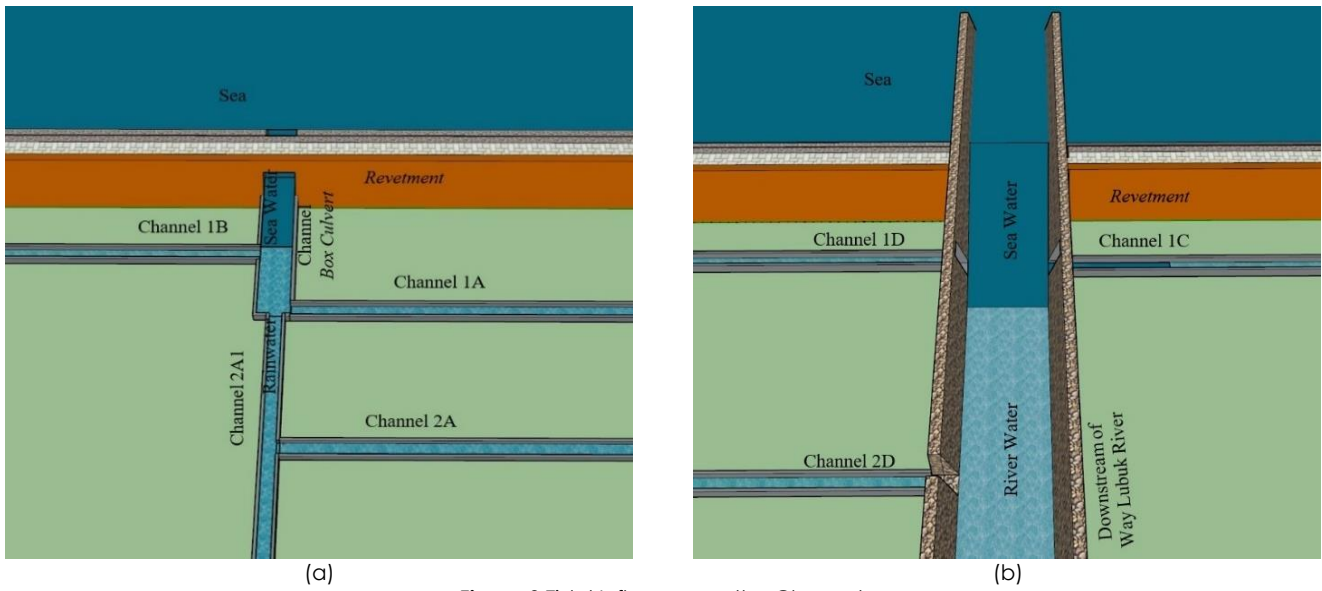 Sea
Revetment
Sea Water
Channel
Box Culvert
Channel 1B
Channel 1A
Rainwater
Channel 2A1
Channel 2A
(a)
Sea
Revetment
Sea Water
Channel 1D
Channel 1C
River Water
Channel 2D
Downstream of
Way Lubuk River
(b)